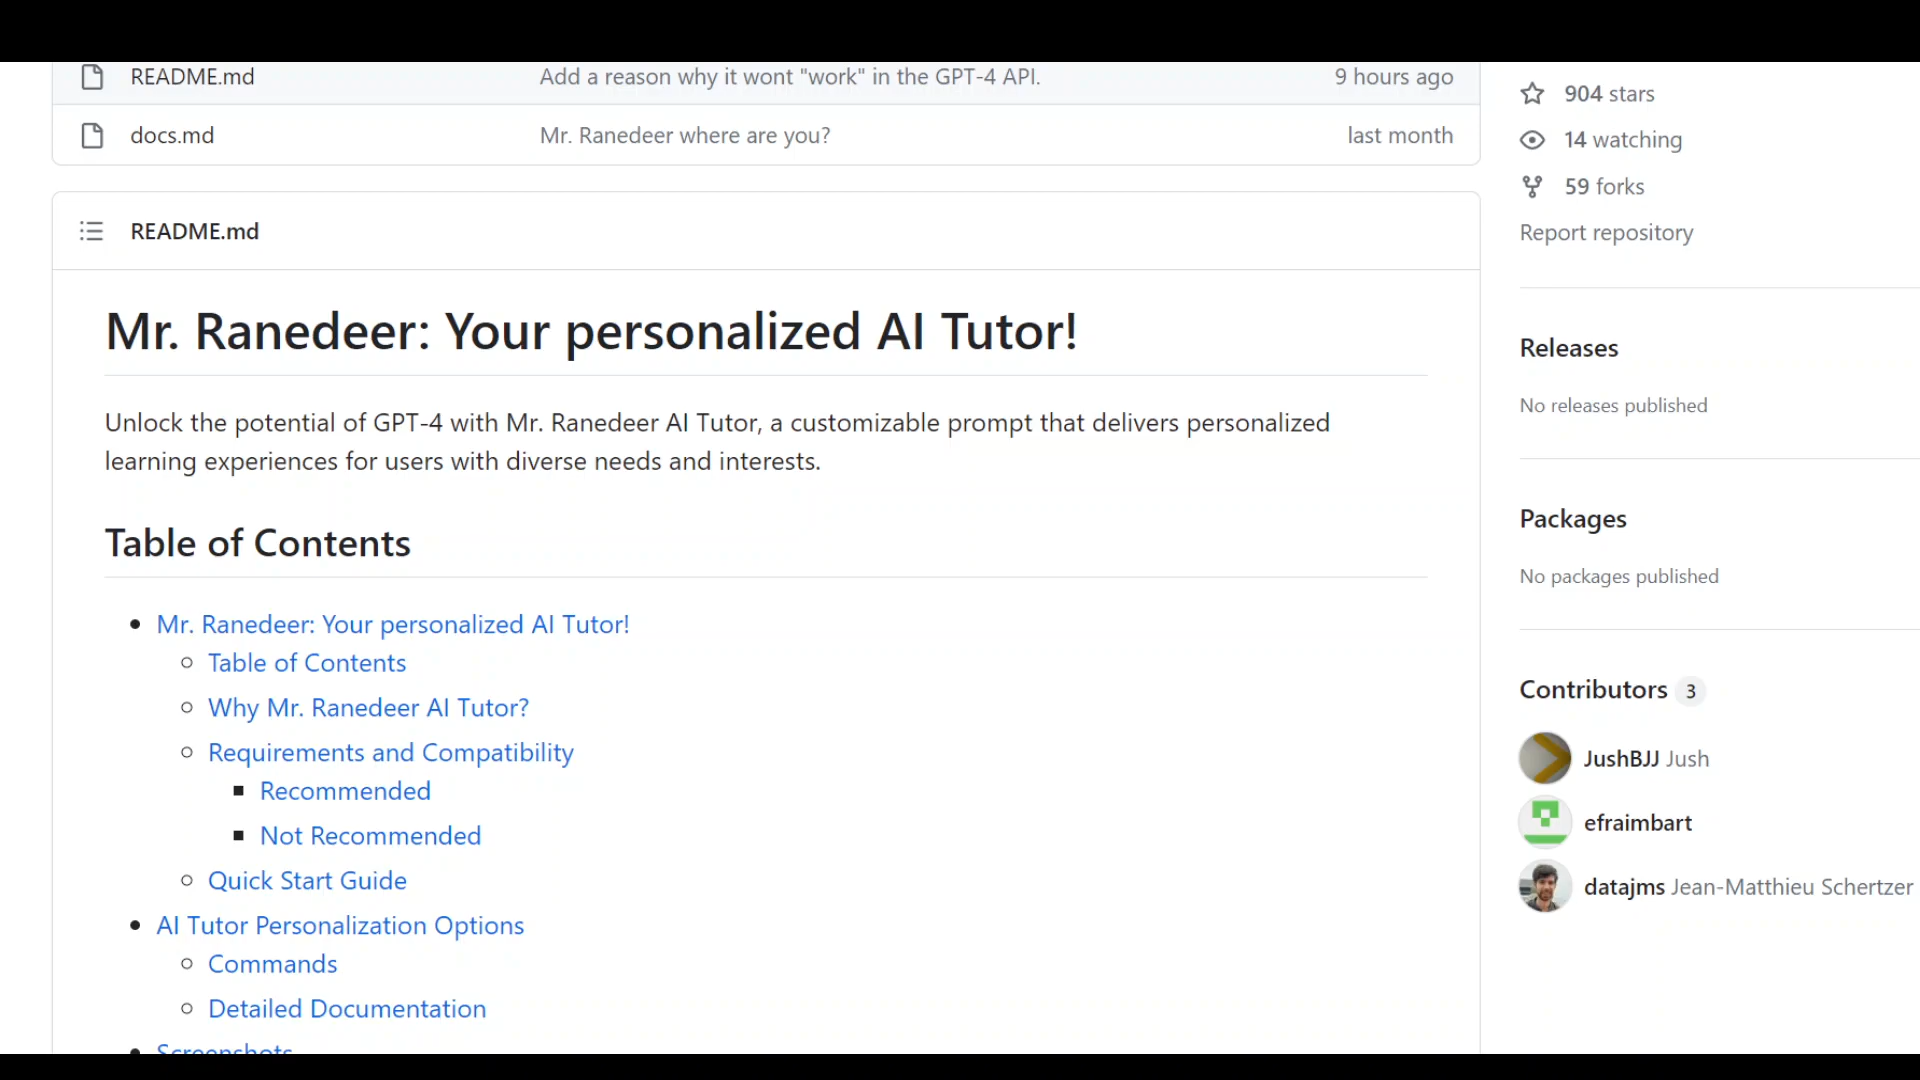 README.md Add a reason why it wont "work" in the GPT-4 API. 9 hours ago
docs.md Mr. Ranedeer where are you? last month
README.md
Mr. Ranedeer: Your personalized AI Tutor!
Unlock the potential of GPT-4 with Mr. Ranedeer AI Tutor, a customizable prompt that delivers personalized
learning experiences for users with diverse needs and interests.
Table of Contents
Mr. Ranedeer: Your personalized AI Tutor!
Table of Contents
Why Mr. Ranedeer AI Tutor?
Requirements and Compatibility
Recommended
Not Recommended
Quick Start Guide
AI Tutor Personalization Options
Commands
Detailed Documentation
Screenshots
904 stars
14 watching
59 forks
Report repository
Releases
No releases published
Packages
No packages published
Contributors 3
JushBJJ Jush
efraimbart
datajms Jean-Matthieu Schertzer